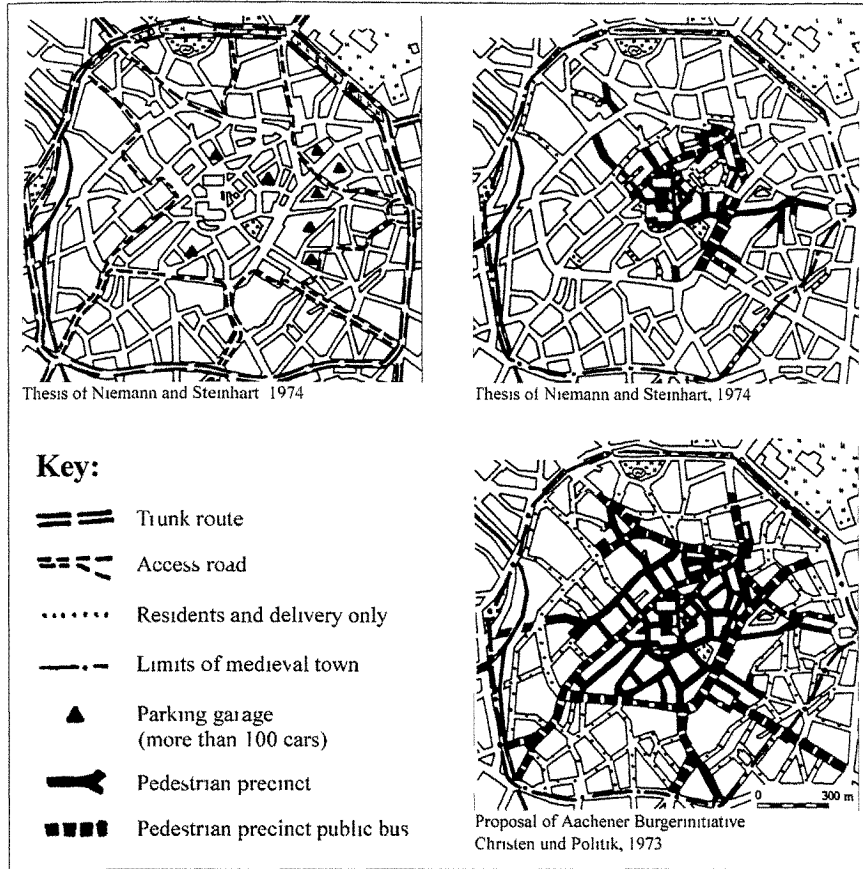 Thesis of Niemann and Steinhart 1974
Thesis of Niemann and Steinhart, 1974
Key:
Trunk route
Access road
Residents and delivery only
Limits of medieval town
Parking garage
(more than 100 cars)
Pedestrian precinct
Pedestrian precinct public bus
0 300 m
Proposal of Aachener Burgerinitiative
Christen und Politik, 1973